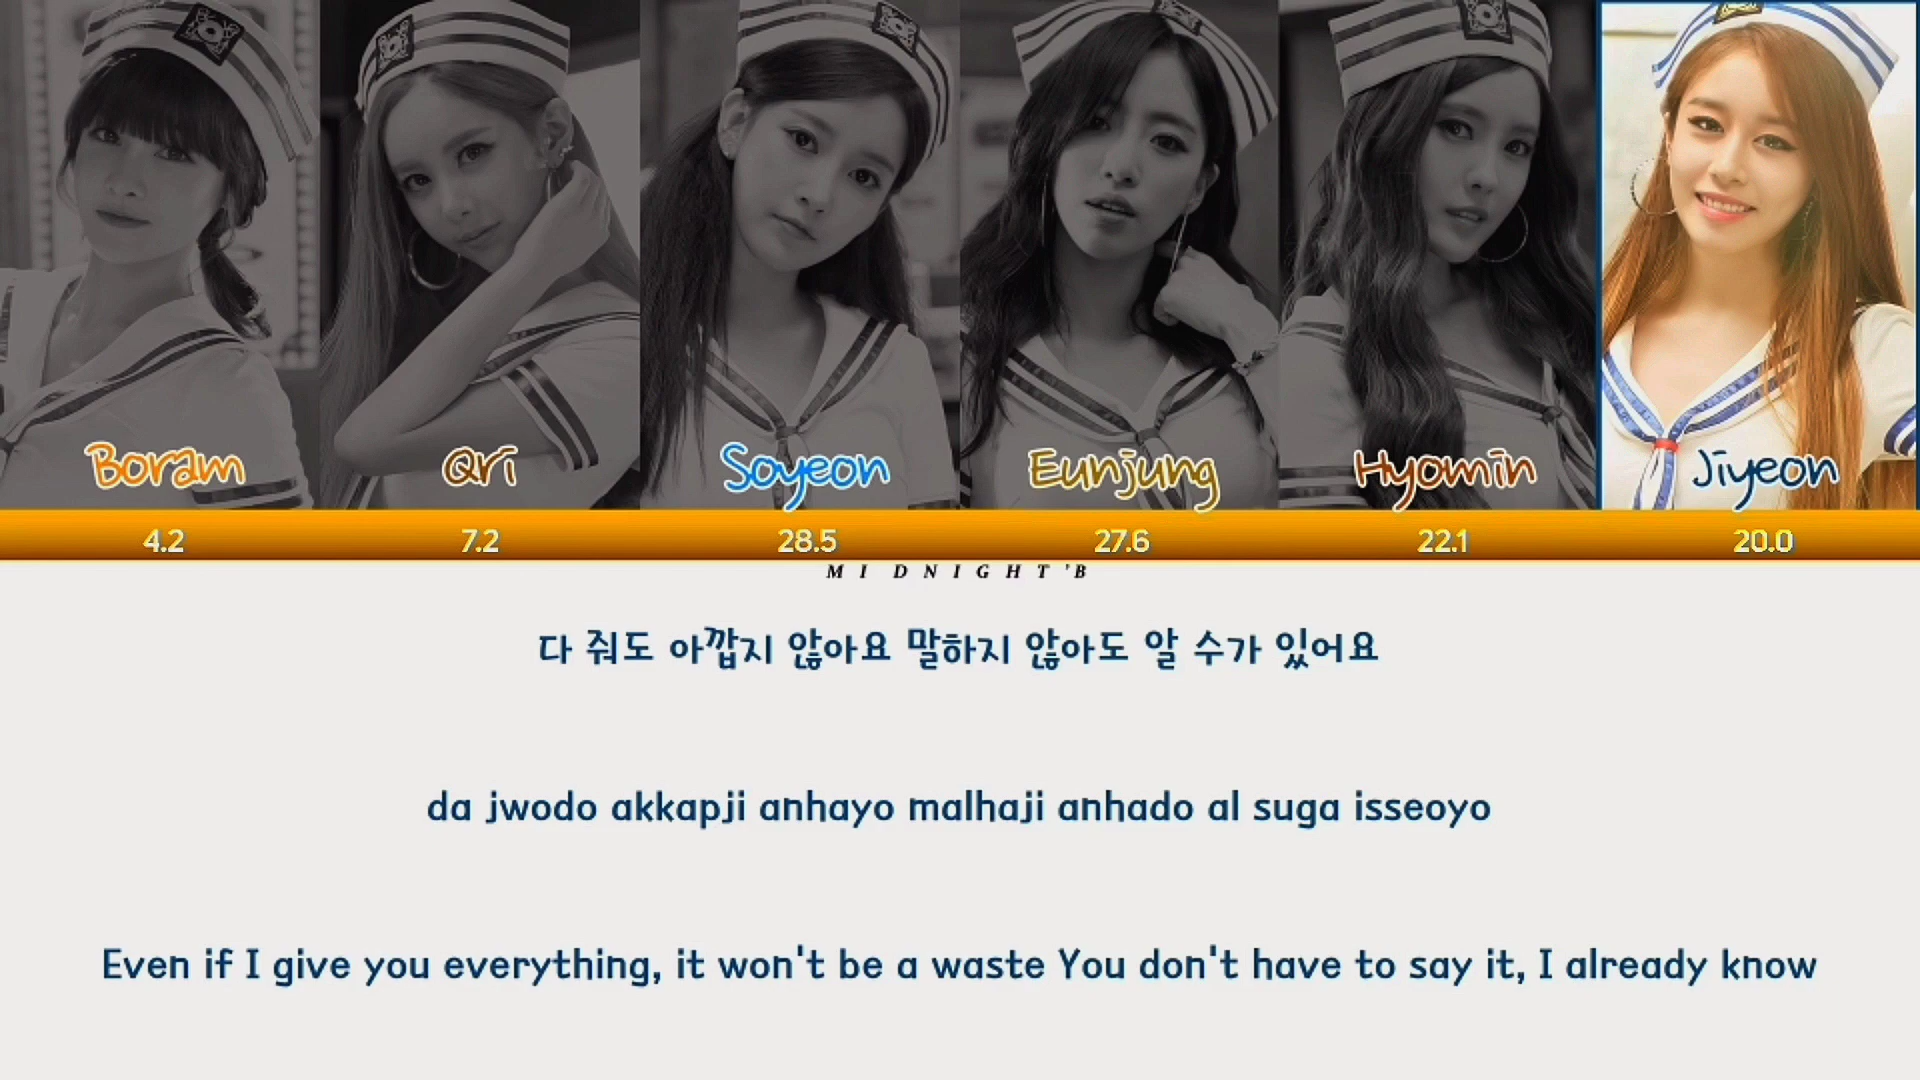 Boram Qri Soyeon Eunjung Hyomin Jiyeon
4.2 7.2 28.5 27.6 22.1 20.0
MIDNIGHT'B
다 줘도 아깝지 않아요 말하지 않아도 알 수가 있어요
da jwodo akkapji anhayo malhaji anhado al suga isseoyo
Even if I give you everything, it won't be a waste You don't have to say it, I already know